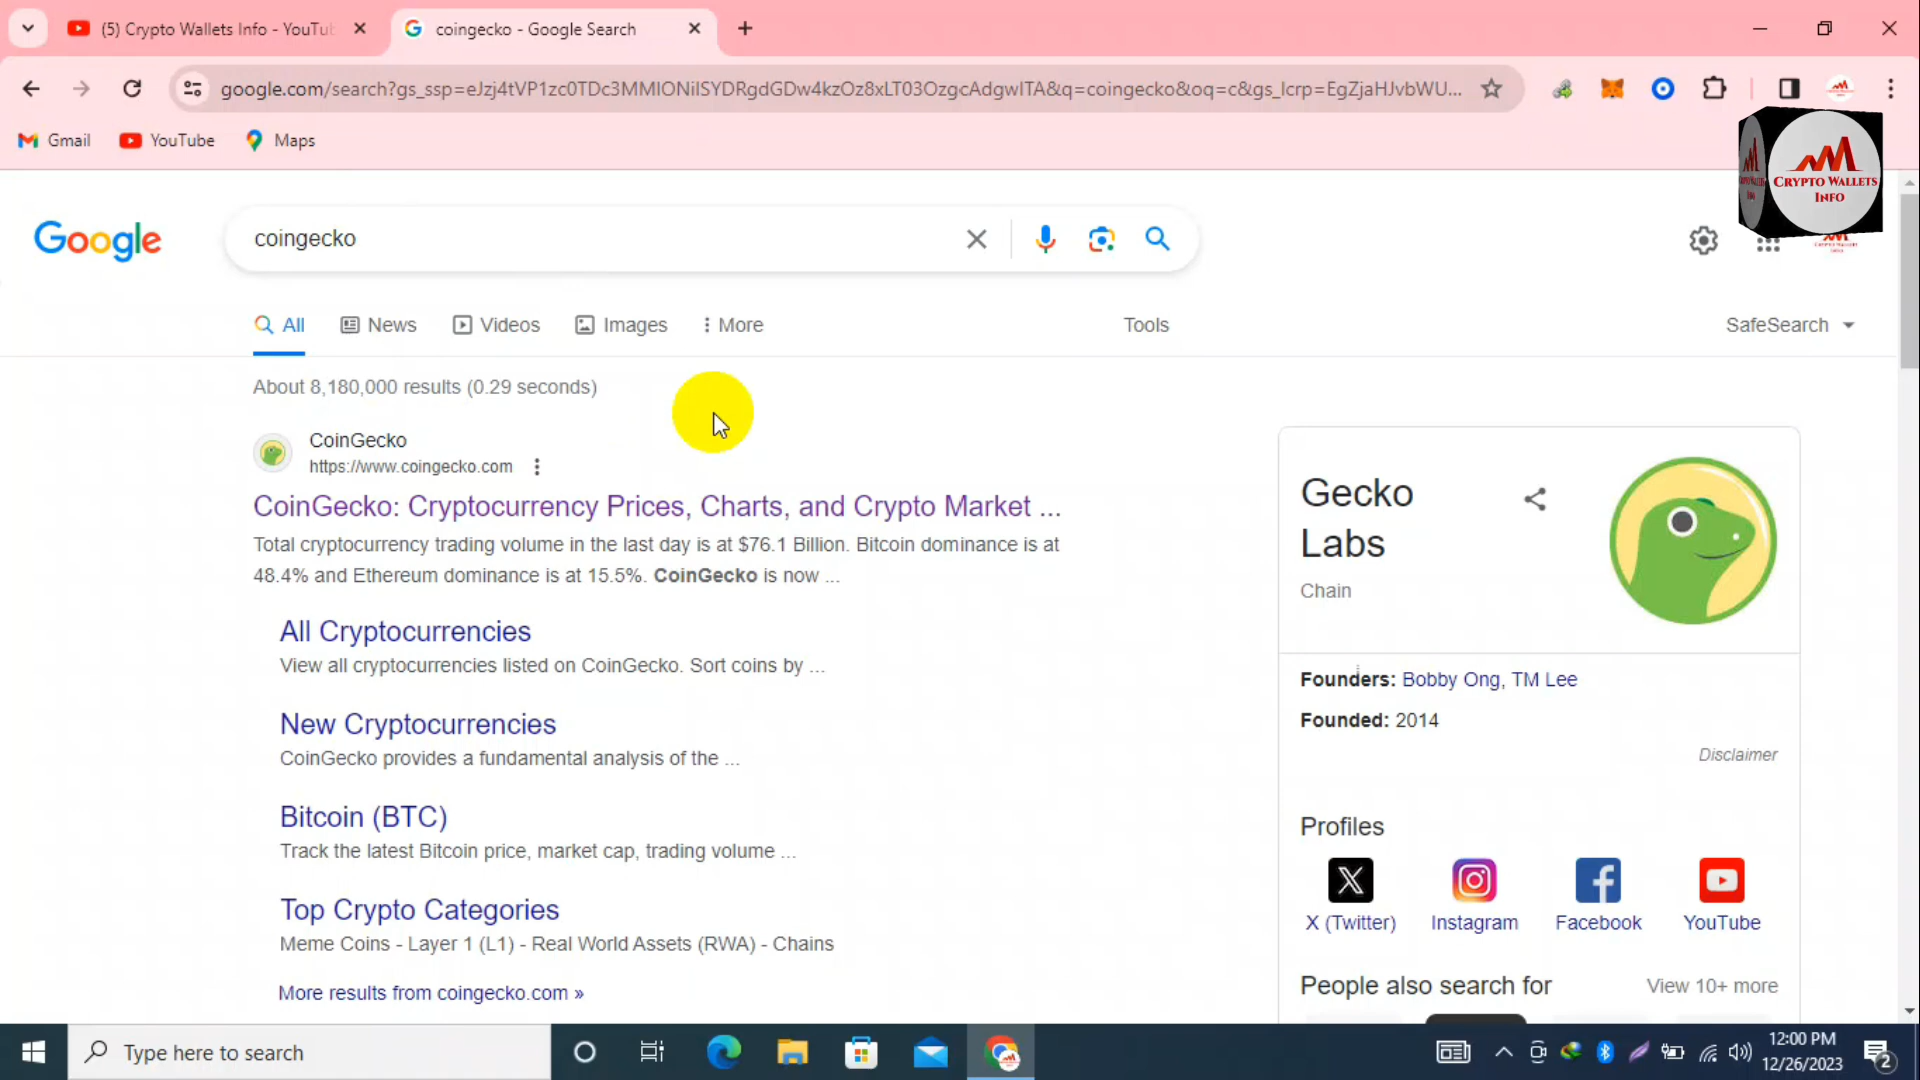 (5) Crypto Wallets Info - YouTu
coingecko - Google Search
google.com/search?gs_ssp=eJzj4tVP1zc0TDc3MMIONilSYDRgdGDw4kzOz8xLT03OzgcAdgwITA&q=coingecko&oq=c&gs_lcrp=EgZjaHJvbWU...
Gmail
YouTube
Maps
Crypto Wallets
Info
Google
coingecko
All
News
Videos
Images
More
Tools
SafeSearch
About 8,180,000 results (0.29 seconds)
CoinGecko
https://www.coingecko.com
CoinGecko: Cryptocurrency Prices, Charts, and Crypto Market ...
Total cryptocurrency trading volume in the last day is at $76.1 Billion. Bitcoin dominance is at
48.4% and Ethereum dominance is at 15.5%. CoinGecko is now ...
All Cryptocurrencies
View all cryptocurrencies listed on CoinGecko. Sort coins by ...
New Cryptocurrencies
CoinGecko provides a fundamental analysis of the ...
Bitcoin (BTC)
Track the latest Bitcoin price, market cap, trading volume ...
Top Crypto Categories
Meme Coins - Layer 1 (L1) - Real World Assets (RWA) - Chains
More results from coingecko.com »
Gecko
Labs
Chain
Founders: Bobby Ong, TM Lee
Founded: 2014
Disclaimer
Profiles
X (Twitter)
Instagram
Facebook
YouTube
People also search for
View 10+ more
Type here to search
12:00 PM
12/26/2023
2